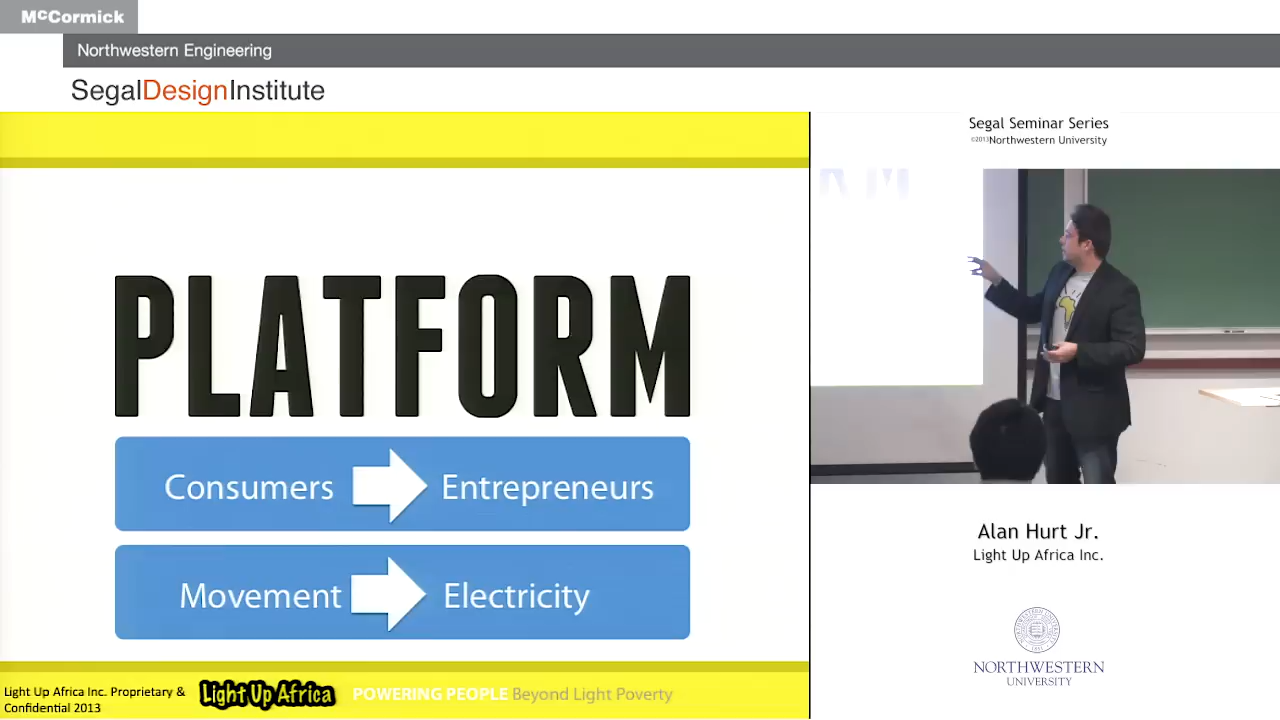 McCormick
Northwestern Engineering
SegalDesignInstitute
Segal Seminar Series
©2013Northwestern University
PLATFORM
Consumers Entrepreneurs
Movement Electricity
Light Up Africa Inc. Proprietary &
Confidential 2013
Light Up Africa
POWERING PEOPLE Beyond Light Poverty
Alan Hurt Jr.
Light Up Africa Inc.
NORTHWESTERN
UNIVERSITY